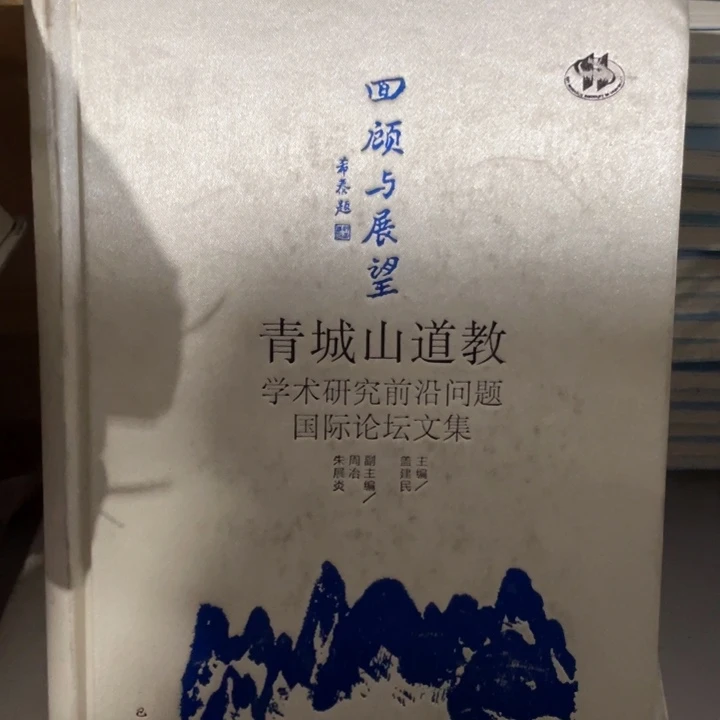 回顾与展望
希泰题
青城山道教
学术研究前沿问题
国际论坛文集
主编/
盖建民
副主编/
周冶
朱展炎
巴